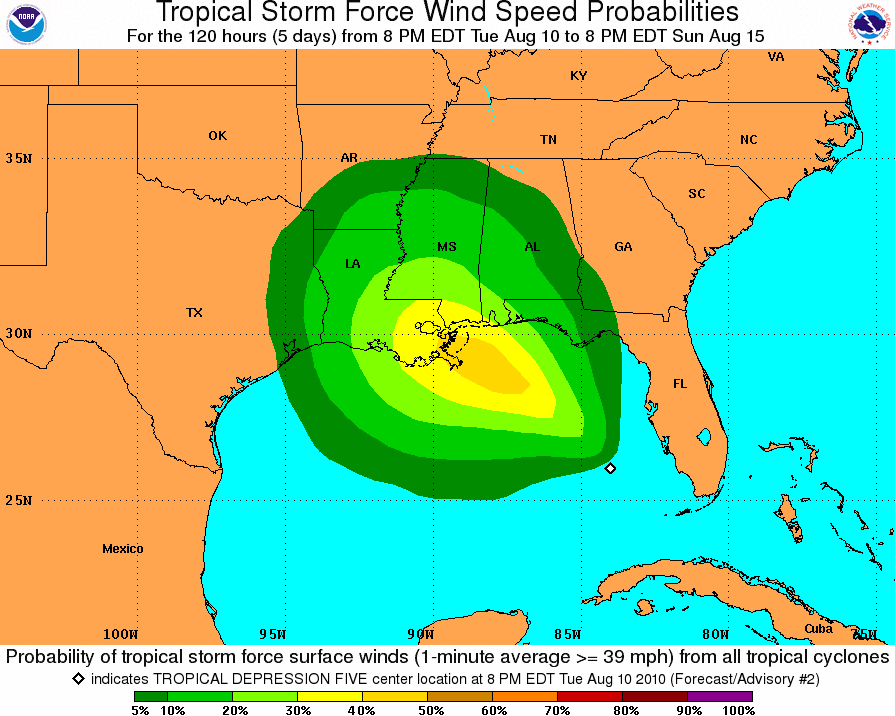 Tropical Storm Force Wind Speed Probabilities
For the 120 hours (5 days) from 8 PM EDT Tue Aug 10 to 8 PM EDT Sun Aug 15
NOAA
NATIONAL WEATHER SERVICE
VA
KY
OK
TN
NC
AR
35N
SC
MS
AL
GA
LA
TX
30N
FL
25N
Mexico
Cuba
100W 95W 90W 85W 80W 75W
Probability of tropical storm force surface winds (1-minute average >= 39 mph) from all tropical cyclones
indicates TROPICAL DEPRESSION FIVE center location at 8 PM EDT Tue Aug 10 2010 (Forecast/Advisory #2)
5% 10% 20% 30% 40% 50% 60% 70% 80% 90% 100%